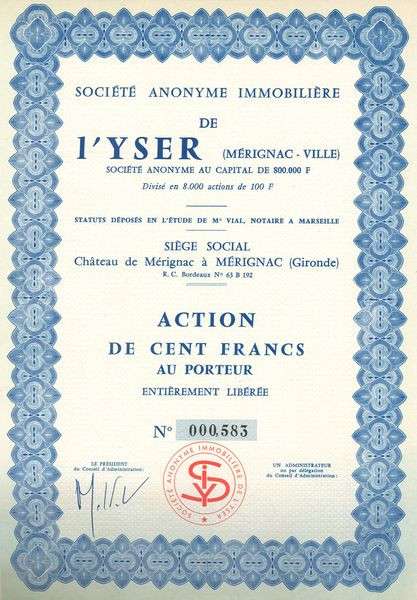 SOCIÉTÉ ANONYME IMMOBILIÈRE
DE
l'YSER (MÉRIGNAC - VILLE)
SOCIÉTÉ ANONYME AU CAPITAL DE 800.000 F
Divisé en 8.000 actions de 100 F
STATUTS DÉPOSÉS EN L'ÉTUDE DE Me VIAL, NOTAIRE A MARSEILLE
SIÈGE SOCIAL
Château de Mérignac à MÉRIGNAC (Gironde)
R. C. Bordeaux No 63 B 192
ACTION
DE CENT FRANCS
AU PORTEUR
ENTIÈREMENT LIBÉRÉE
No 000,583
LE PRÉSIDENT
du Conseil d'Administration:
UN ADMINISTRATEUR
ou par délégation
du Conseil d'Administration:
SOCIÉTÉ ANONYME IMMOBILIÈRE DE L'YSER
SIY